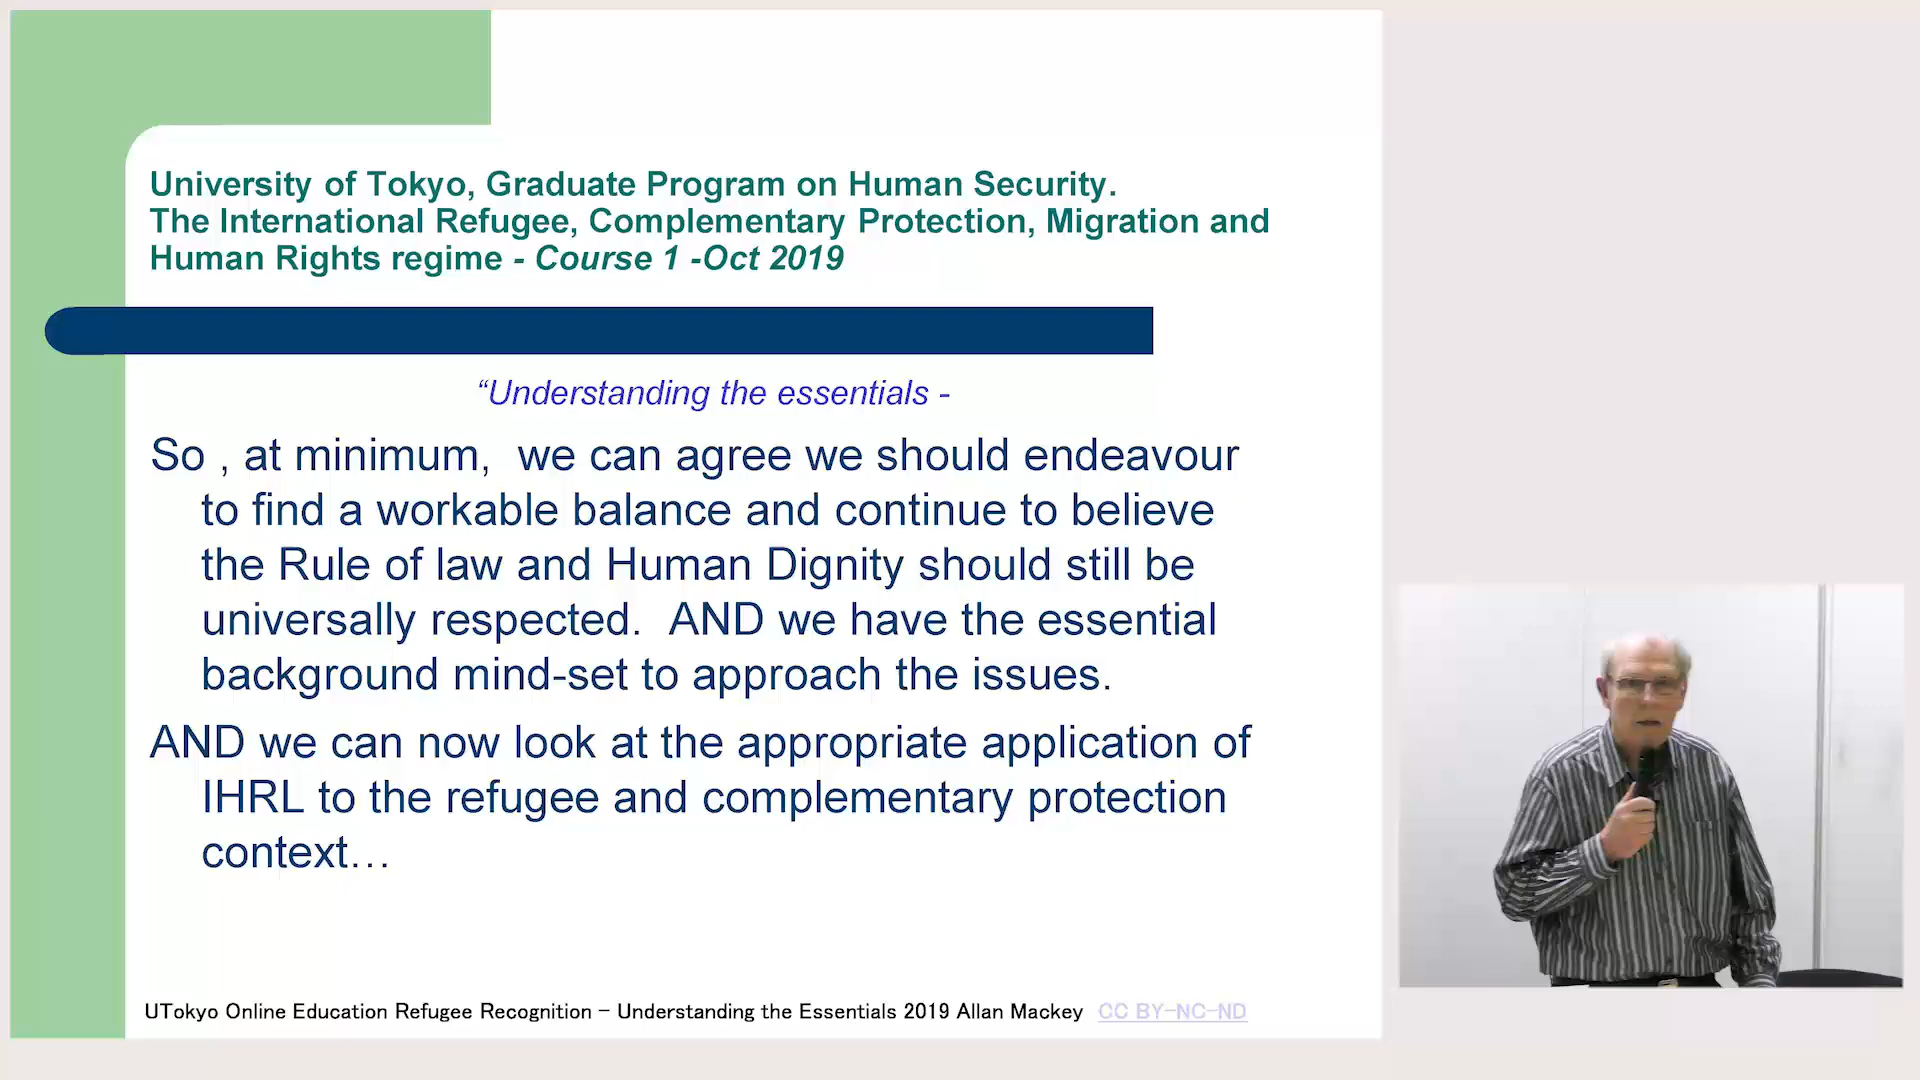 University of Tokyo, Graduate Program on Human Security.
The International Refugee, Complementary Protection, Migration and
Human Rights regime - Course 1 -Oct 2019
“Understanding the essentials -
So , at minimum,  we can agree we should endeavour
to find a workable balance and continue to believe
the Rule of law and Human Dignity should still be
universally respected.  AND we have the essential
background mind-set to approach the issues.
AND we can now look at the appropriate application of
IHRL to the refugee and complementary protection
context…
UTokyo Online Education Refugee Recognition − Understanding the Essentials 2019 Allan Mackey  CC BY-NC-ND